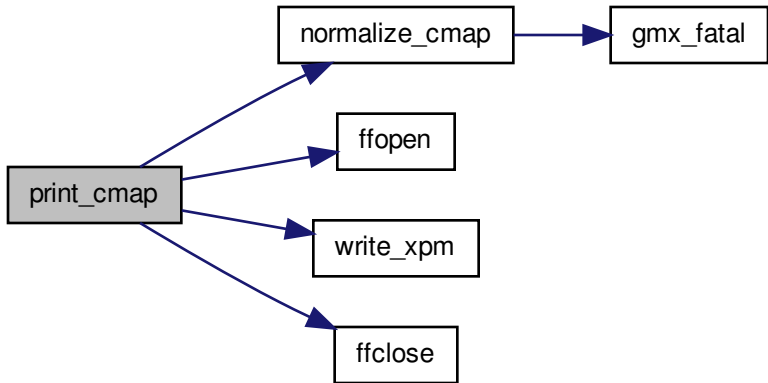 normalize_cmap
gmx_fatal
ffopen
print_cmap
write_xpm
ffclose